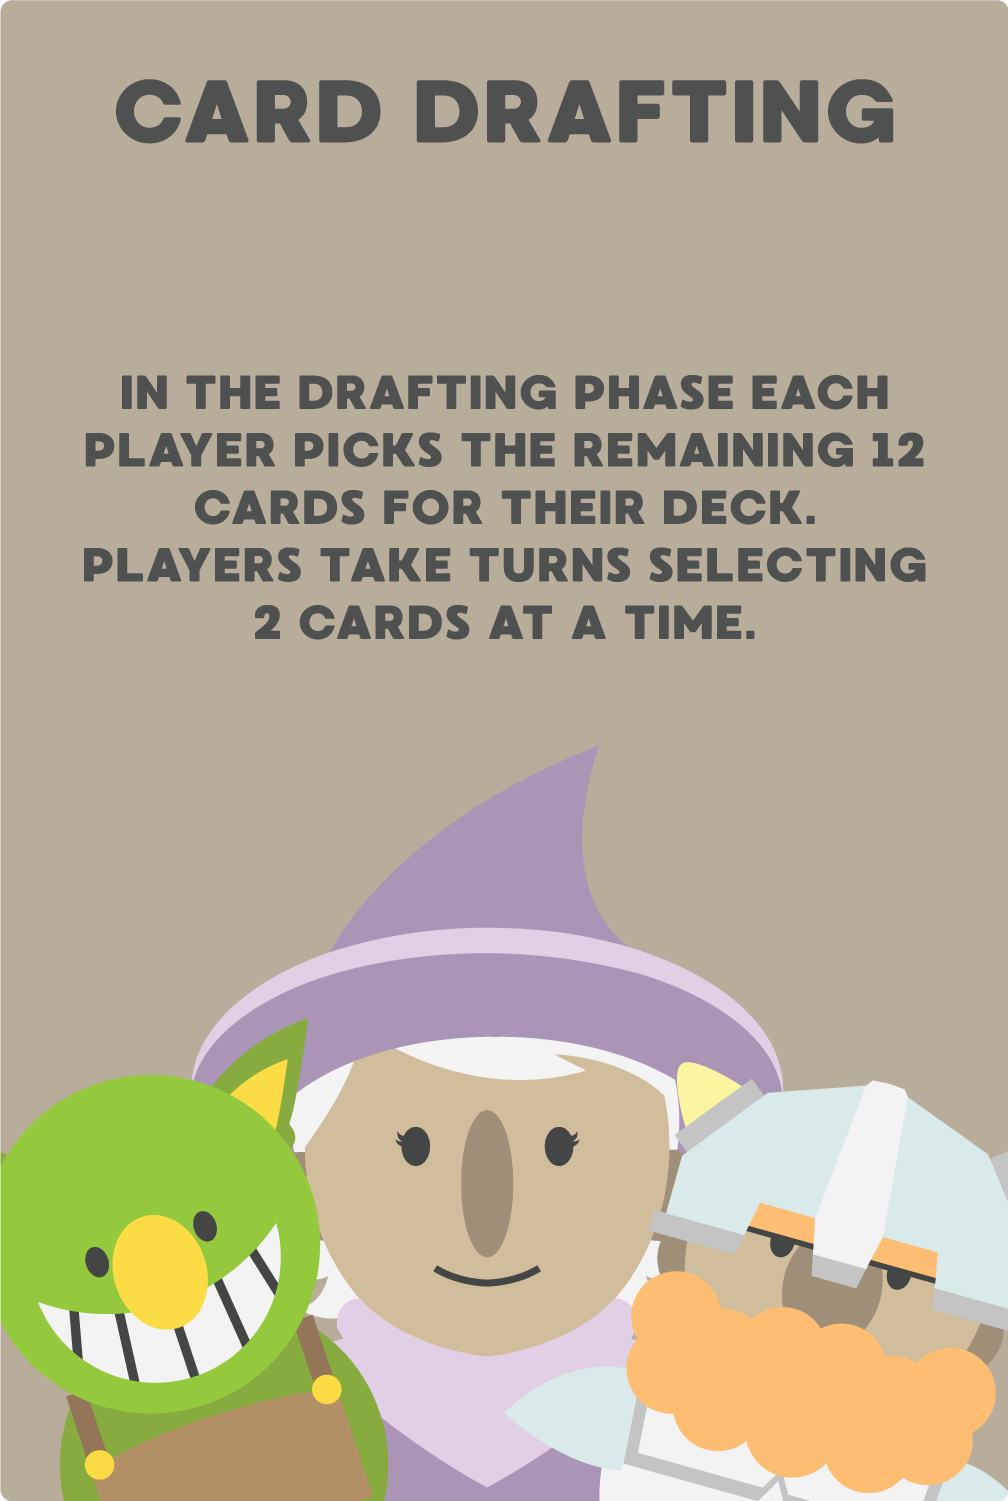 CARD DRAFTING
IN THE DRAFTING PHASE EACH
PLAYER PICKS THE REMAINING 12
CARDS FOR THEIR DECK.
PLAYERS TAKE TURNS SELECTING
2 CARDS AT A TIME.